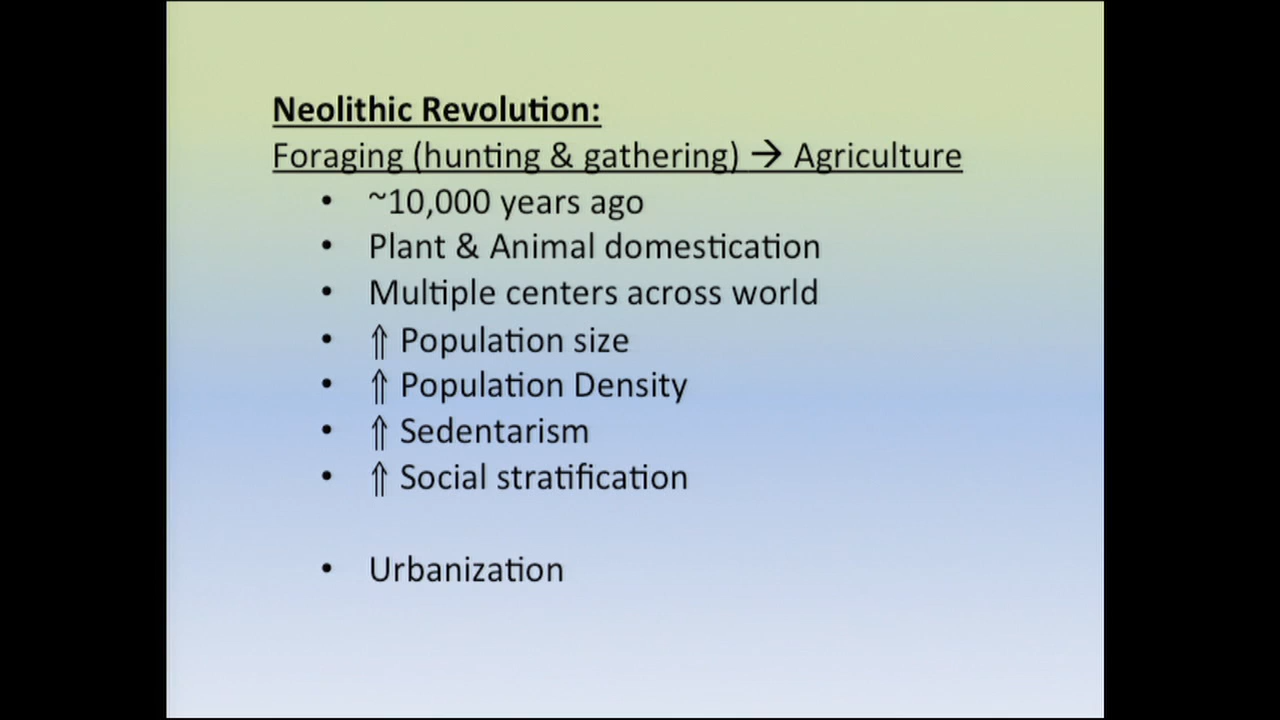 Neolithic Revolution:
Foraging (hunting & gathering) → Agriculture
• ~10,000 years ago
• Plant & Animal domestication
• Multiple centers across world
• ⇑ Population size
• ⇑ Population Density
• ⇑ Sedentarism
• ⇑ Social stratification
• Urbanization